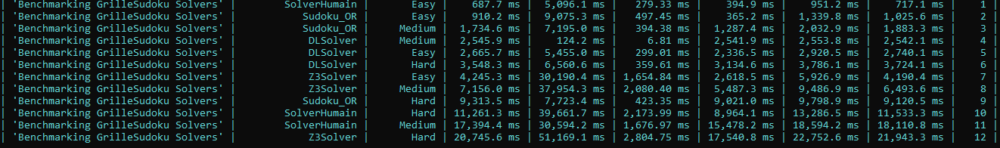 | 'Benchmarking GrilleSudoku Solvers' | SolverHumain | Easy | 687.7 ms | 5,096.1 ms | 279.33 ms | 394.9 ms | 951.2 ms | 717.1 ms | 1
| 'Benchmarking GrilleSudoku Solvers' | Sudoku_OR | Easy | 910.2 ms | 9,075.3 ms | 497.45 ms | 365.2 ms | 1,339.8 ms | 1,025.6 ms | 2
| 'Benchmarking GrilleSudoku Solvers' | Sudoku_OR | Medium | 1,734.6 ms | 7,195.0 ms | 394.38 ms | 1,287.4 ms | 2,032.9 ms | 1,883.3 ms | 3
| 'Benchmarking GrilleSudoku Solvers' | DLSolver | Medium | 2,545.9 ms | 124.2 ms | 6.81 ms | 2,541.9 ms | 2,553.8 ms | 2,542.1 ms | 4
| 'Benchmarking GrilleSudoku Solvers' | DLSolver | Easy | 2,665.7 ms | 5,455.0 ms | 299.01 ms | 2,336.5 ms | 2,920.5 ms | 2,740.1 ms | 5
| 'Benchmarking GrilleSudoku Solvers' | DLSolver | Hard | 3,548.3 ms | 6,560.6 ms | 359.61 ms | 3,134.6 ms | 3,786.1 ms | 3,724.1 ms | 6
| 'Benchmarking GrilleSudoku Solvers' | Z3Solver | Easy | 4,245.3 ms | 30,190.4 ms | 1,654.84 ms | 2,618.5 ms | 5,926.9 ms | 4,190.4 ms | 7
| 'Benchmarking GrilleSudoku Solvers' | Z3Solver | Medium | 7,156.0 ms | 37,954.3 ms | 2,080.40 ms | 5,487.3 ms | 9,486.9 ms | 6,493.6 ms | 8
| 'Benchmarking GrilleSudoku Solvers' | Sudoku_OR | Hard | 9,313.5 ms | 7,723.4 ms | 423.35 ms | 9,021.0 ms | 9,798.9 ms | 9,120.5 ms | 9
| 'Benchmarking GrilleSudoku Solvers' | SolverHumain | Hard | 11,261.3 ms | 39,661.7 ms | 2,173.99 ms | 8,964.1 ms | 13,286.5 ms | 11,533.3 ms | 10
| 'Benchmarking GrilleSudoku Solvers' | SolverHumain | Medium | 17,394.4 ms | 30,594.2 ms | 1,676.97 ms | 15,478.2 ms | 18,594.2 ms | 18,110.8 ms | 11
| 'Benchmarking GrilleSudoku Solvers' | Z3Solver | Hard | 20,745.6 ms | 51,169.1 ms | 2,804.75 ms | 17,540.8 ms | 22,752.6 ms | 21,943.3 ms | 12